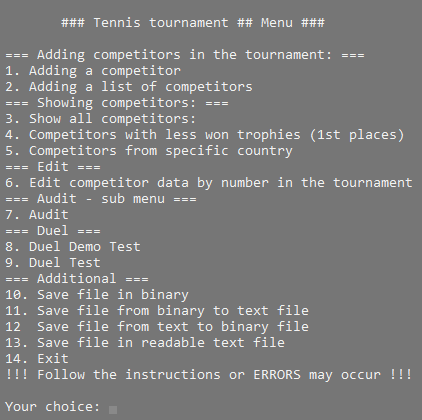 ### Tennis tournament ## Menu ###
=== Adding competitors in the tournament: ===
1. Adding a competitor
2. Adding a list of competitors
=== Showing competitors: ===
3. Show all competitors:
4. Competitors with less won trophies (1st places)
5. Competitors from specific country
=== Edit ===
6. Edit competitor data by number in the tournament
=== Audit - sub menu ===
7. Audit
=== Duel ===
8. Duel Demo Test
9. Duel Test
=== Additional ===
10. Save file in binary
11. Save file from binary to text file
12  Save file from text to binary file
13. Save file in readable text file
14. Exit
!!! Follow the instructions or ERRORS may occur !!!
Your choice: